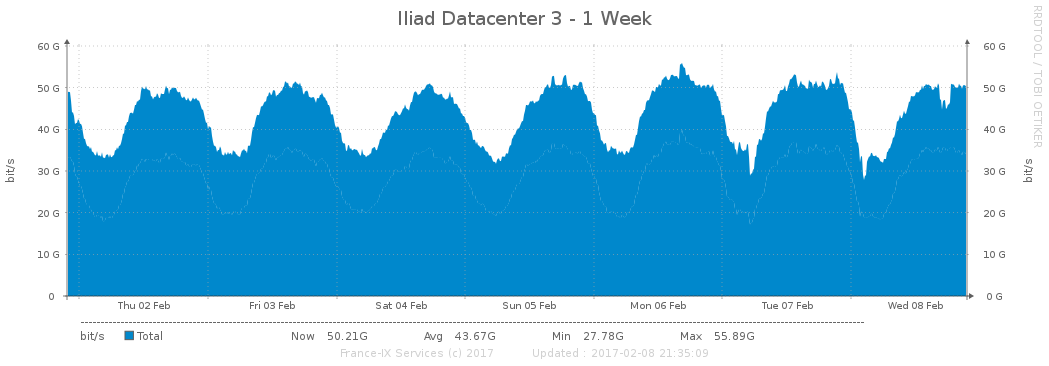 Iliad Datacenter 3 - 1 Week
RRDTOOL / TOBI OETIKER
bit/s
bit/s
60 G 60 G
50 G 50 G
40 G 40 G
30 G 30 G
20 G 20 G
10 G 10 G
0 0 G
Thu 02 Feb Fri 03 Feb Sat 04 Feb Sun 05 Feb Mon 06 Feb Tue 07 Feb Wed 08 Feb
bit/s Total Now 50.21G Avg 43.67G Min 27.78G Max 55.89G
France-IX Services (c) 2017 Updated : 2017-02-08 21:35:09